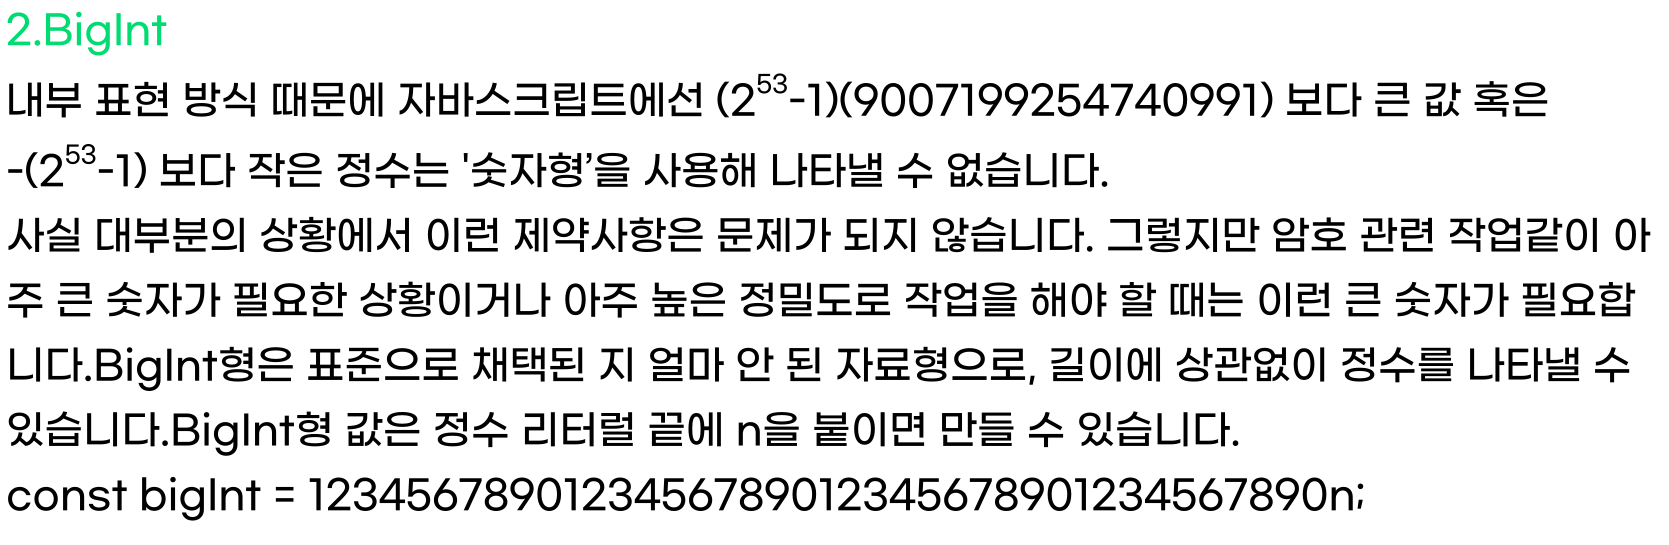 2.BigInt
내부 표현 방식 때문에 자바스크립트에선 (2⁵³-1)(9007199254740991) 보다 큰 값 혹은
-(2⁵³-1) 보다 작은 정수는 '숫자형’을 사용해 나타낼 수 없습니다.
사실 대부분의 상황에서 이런 제약사항은 문제가 되지 않습니다. 그렇지만 암호 관련 작업같이 아
주 큰 숫자가 필요한 상황이거나 아주 높은 정밀도로 작업을 해야 할 때는 이런 큰 숫자가 필요합
니다.BigInt형은 표준으로 채택된 지 얼마 안 된 자료형으로, 길이에 상관없이 정수를 나타낼 수
있습니다.BigInt형 값은 정수 리터럴 끝에 n을 붙이면 만들 수 있습니다.
const bigInt = 1234567890123456789012345678901234567890n;